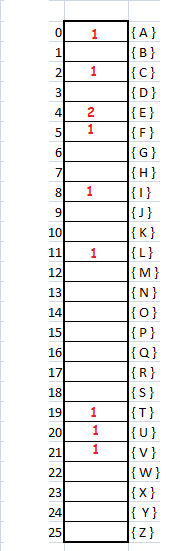 0 1 { A }
1 { B }
2 1 { C }
3 { D }
4 2 { E }
5 1 { F }
6 { G }
7 { H }
8 1 { I }
9 { J }
10 { K }
11 1 { L }
12 { M }
13 { N }
14 { O }
15 { P }
16 { Q }
17 { R }
18 { S }
19 1 { T }
20 1 { U }
21 1 { V }
22 { W }
23 { X }
24 { Y }
25 { Z }